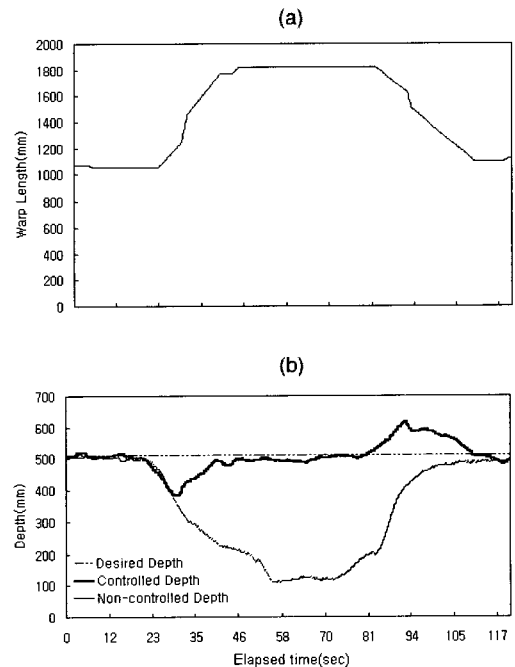 (a)
2000
1800
1600
1400
1200
1000
800
600
400
200
0
Warp Length(mm)
(b)
700
600
500
400
300
200
100
0
Depth(mm)
Desired Depth
Controlled Depth
Non-controlled Depth
0 12 23 35 46 58 70 81 94 105 117
Elapsed time(sec)